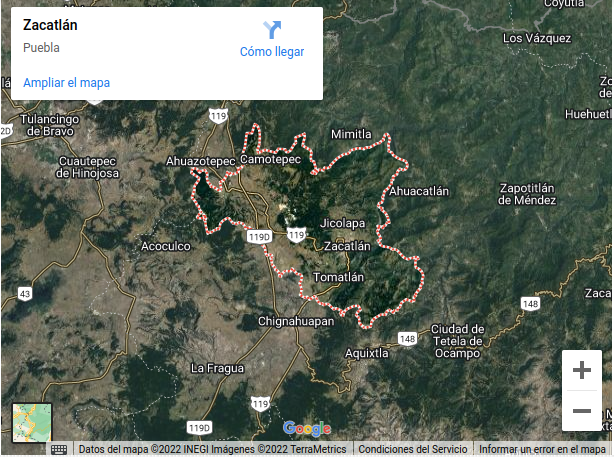 Zacatlán
Puebla
Cómo llegar
Ampliar el mapa
Coyutla
Los Vázquez
119
Tulancingo
de Bravo
2D
Huehuetl
Mimitla
Cuautepec
de Hinojosa
Ahuazotepec
Camotepec
Ahuacatlán
Zapotitlán
de Méndez
Jicolapa
119D
119
Acoculco
Zacatlán
Tomatlán
43
Zaca
148
Chignahuapan
Ciudad de
Tetela de
Ocampo
148
Aquixtla
La Fragua
119
119D
Google
Datos del mapa ©2022 INEGI Imágenes ©2022 TerraMetrics
Condiciones del Servicio
Informar un error en el mapa